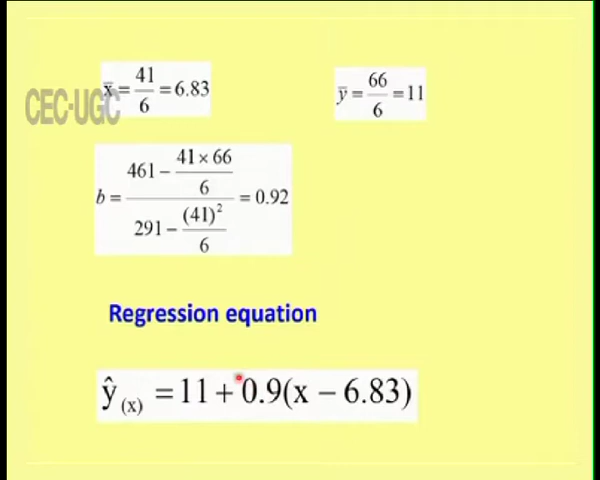 CEC-UGC
x̄ = 41/6 = 6.83
ȳ = 66/6 = 11
b = (461 − (41 × 66)/6) / (291 − (41)²/6) = 0.92
Regression equation
ŷ (x) = 11 + 0.9(x − 6.83)